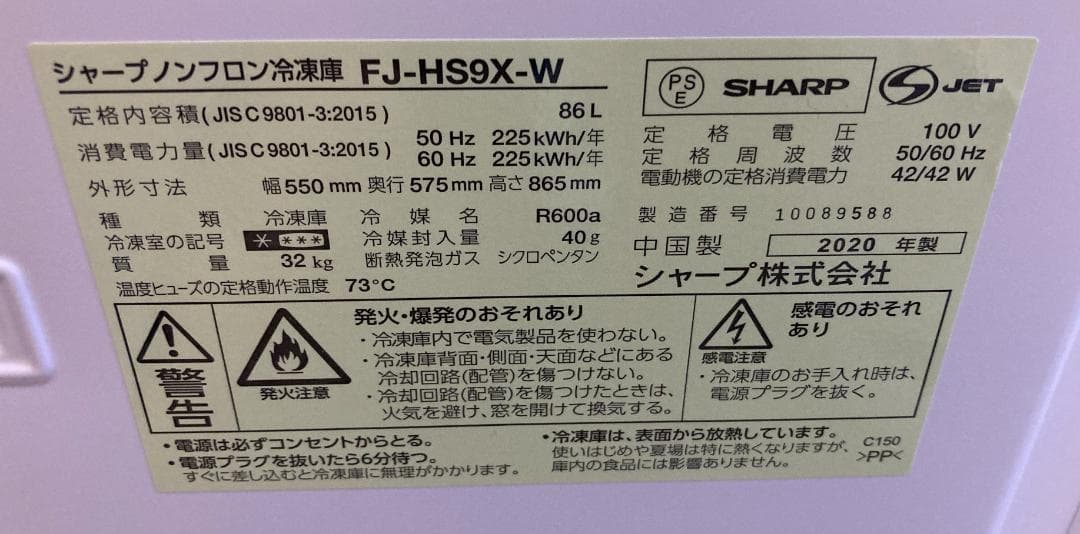 シャープノンフロン冷凍庫 FJ-HS9X-W
定格内容積(JIS C 9801-3:2015) 86 L
消費電力量(JIS C 9801-3:2015) 50 Hz 225 kWh/年
60 Hz 225 kWh/年
外形寸法 幅 550 mm 奥行 575 mm 高さ 865 mm
種類 冷凍庫 冷媒名 R600a
冷凍室の記号 * *** 冷媒封入量 40 g
質量 32 kg 断熱発泡ガス シクロペンタン
温度ヒューズの定格動作温度 73℃
PSE SHARP S JET
定格電圧 100 V
定格周波数 50/60 Hz
電動機の定格消費電力 42/42 W
製造番号 10089588
中国製 2020 年製
シャープ株式会社
警告
発火注意
発火・爆発のおそれあり
・冷凍庫内で電気製品を使わない。
・冷凍庫背面・側面・天面などにある
冷却回路(配管)を傷つけない。
・冷却回路(配管)を傷つけたときは、
火気を避け、窓を開けて換気する。
感電注意
感電のおそれ
あり
・冷凍庫のお手入れ時は、
電源プラグを抜く。
・電源は必ずコンセントからとる。
・電源プラグを抜いたら6分待つ。
すぐに差し込むと冷凍庫に無理がかかります。
・冷凍庫は、表面から放熱しています。
使いはじめや夏場は特に熱くなりますが、
庫内の食品には影響ありません。
C150
>PP<